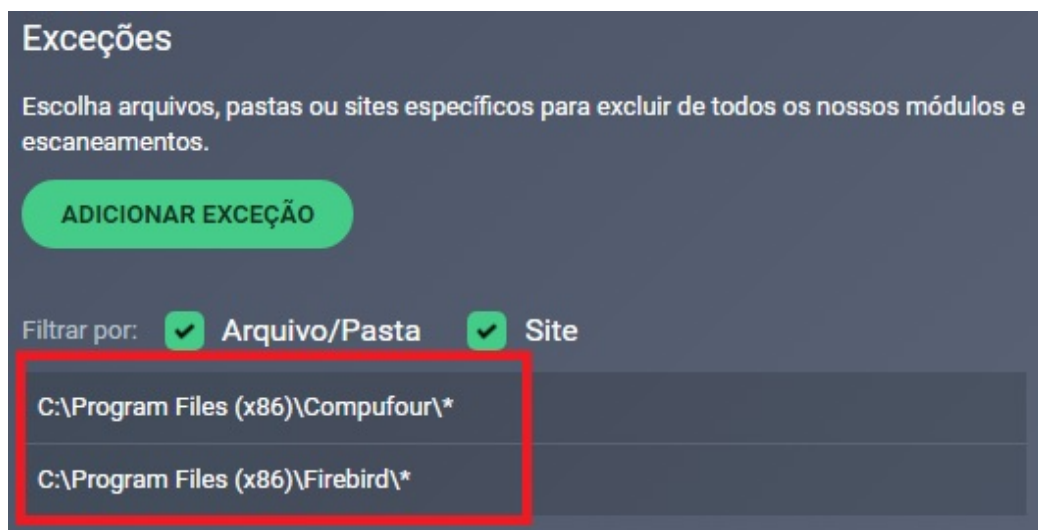 Exceções
Escolha arquivos, pastas ou sites específicos para excluir de todos os nossos módulos e
escaneamentos.
ADICIONAR EXCEÇÃO
Filtrar por: Arquivo/Pasta Site
C:\Program Files (x86)\Compufour\*
C:\Program Files (x86)\Firebird\*